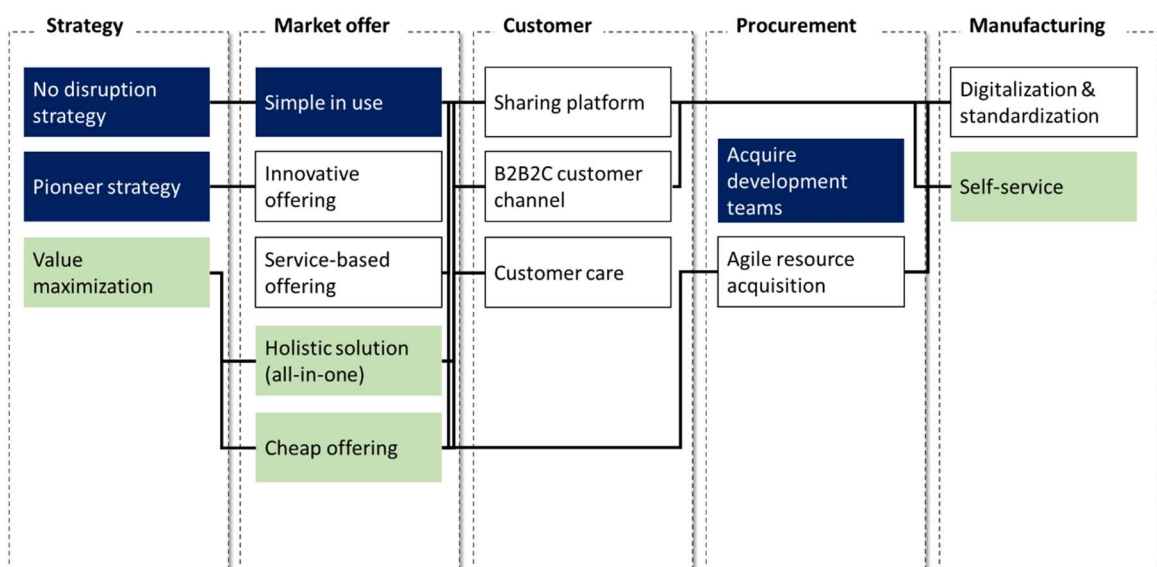 Strategy
Market offer
Customer
Procurement
Manufacturing
No disruption
strategy
Pioneer strategy
Value
maximization
Simple in use
Innovative
offering
Service-based
offering
Holistic solution
(all-in-one)
Cheap offering
Sharing platform
B2B2C customer
channel
Customer care
Acquire
development
teams
Agile resource
acquisition
Digitalization &
standardization
Self-service